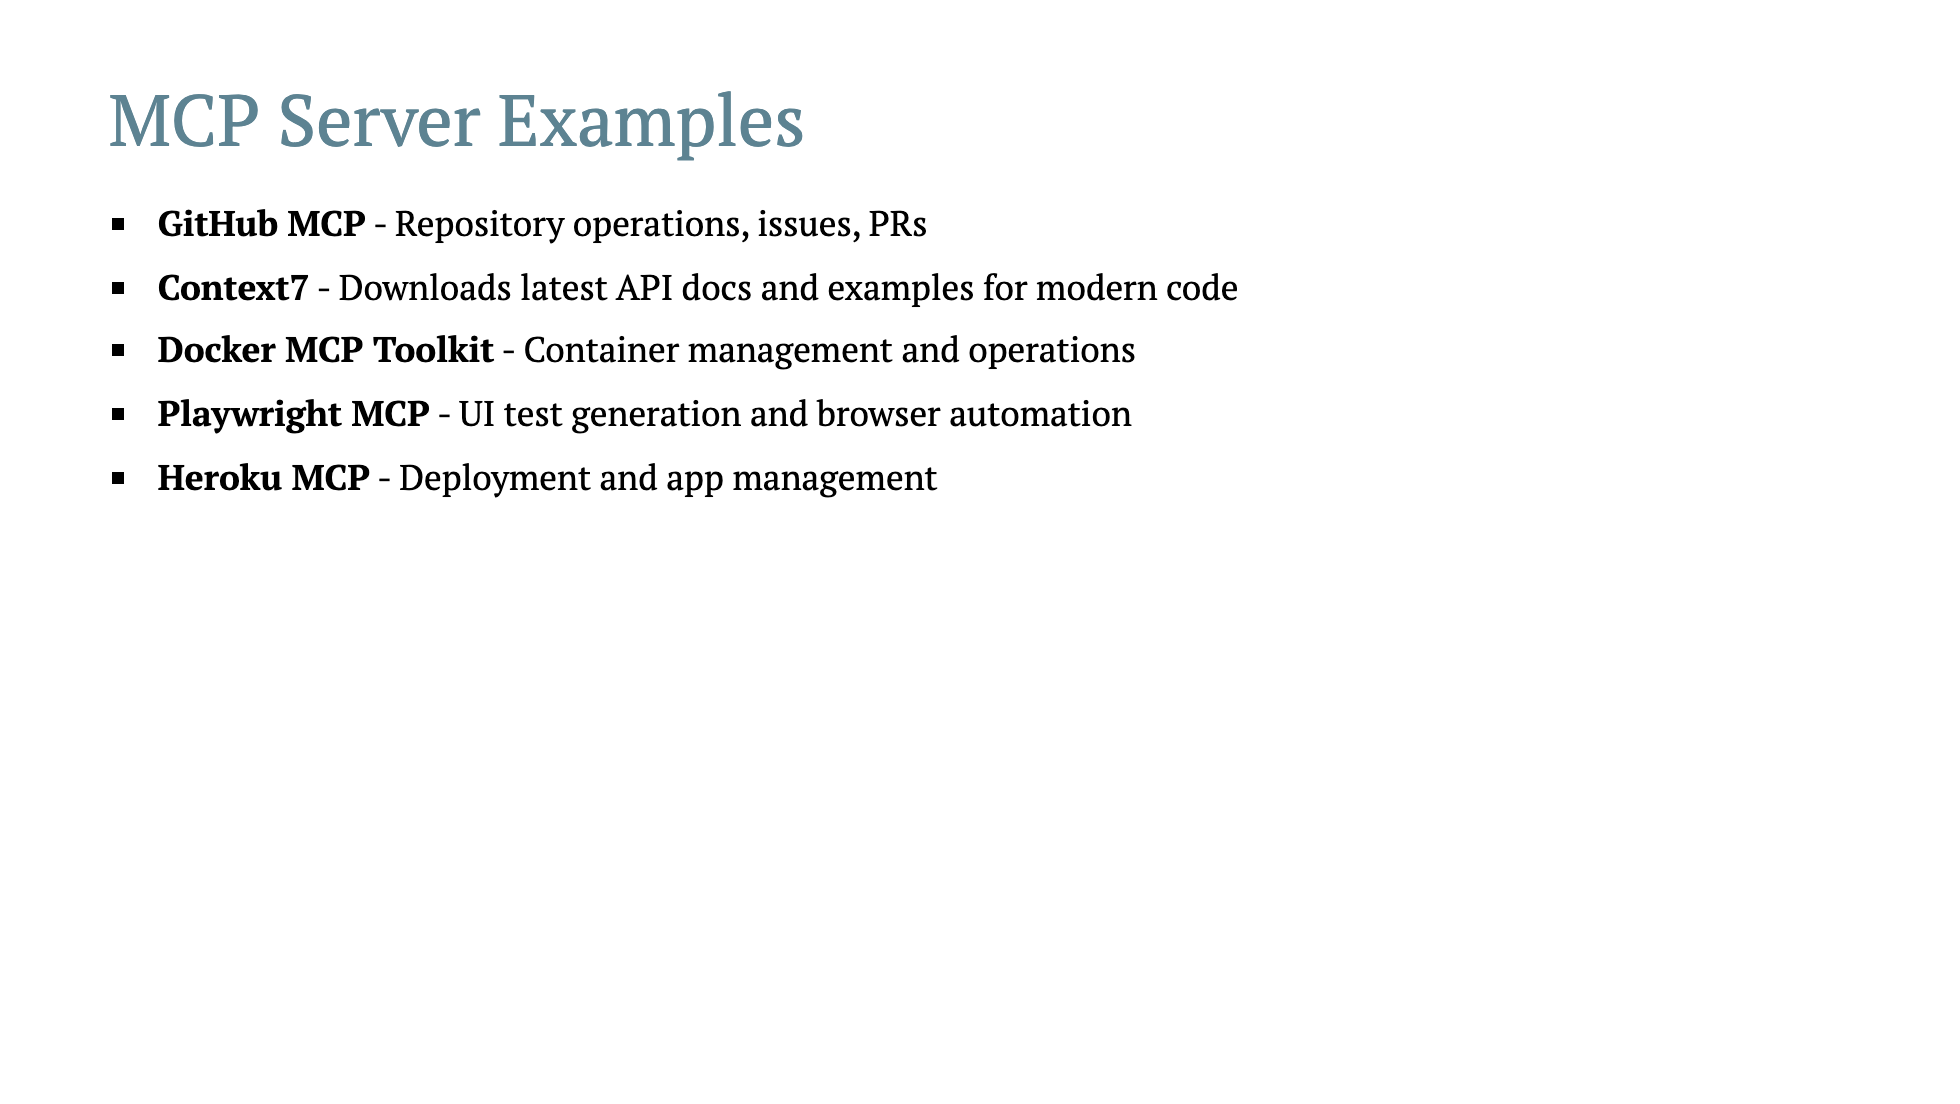 MCP Server Examples
▪ GitHub MCP - Repository operations, issues, PRs
▪ Context7 - Downloads latest API docs and examples for modern code
▪ Docker MCP Toolkit - Container management and operations
▪ Playwright MCP - UI test generation and browser automation
▪ Heroku MCP - Deployment and app management